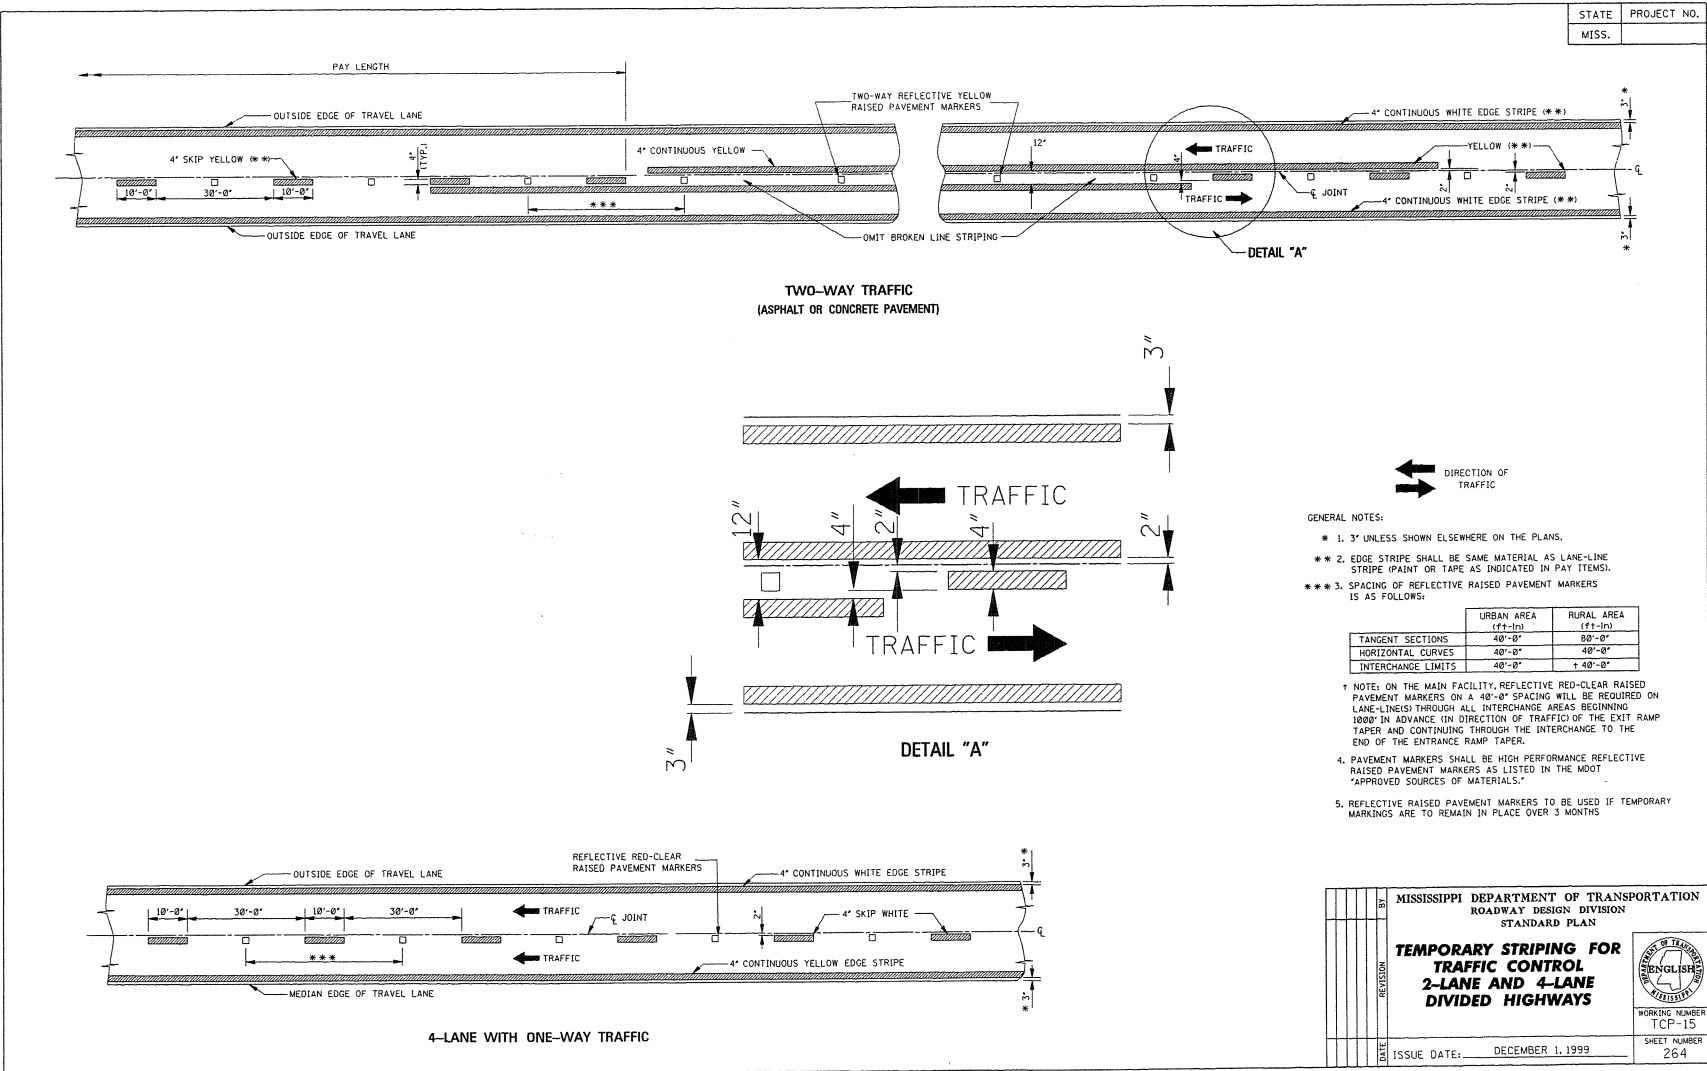 STATE PROJECT NO.
MISS.
PAY LENGTH
OUTSIDE EDGE OF TRAVEL LANE
TWO-WAY REFLECTIVE YELLOW
RAISED PAVEMENT MARKERS
4" CONTINUOUS WHITE EDGE STRIPE (**)
3" *
4" SKIP YELLOW (**)
4"
(TYP.)
4" CONTINUOUS YELLOW
12"
4"
TRAFFIC
YELLOW (**)
℄
10'-0" 30'-0" 10'-0"
***
TRAFFIC
℄ JOINT
2"
2"
4" CONTINUOUS WHITE EDGE STRIPE (**)
OUTSIDE EDGE OF TRAVEL LANE
OMIT BROKEN LINE STRIPING
* 3"
DETAIL "A"
TWO-WAY TRAFFIC
(ASPHALT OR CONCRETE PAVEMENT)
3"
TRAFFIC
12"
4"
2"
4"
2"
TRAFFIC
3"
DETAIL "A"
DIRECTION OF
TRAFFIC
GENERAL NOTES:
* 1. 3" UNLESS SHOWN ELSEWHERE ON THE PLANS.
** 2. EDGE STRIPE SHALL BE SAME MATERIAL AS LANE-LINE
STRIPE (PAINT OR TAPE AS INDICATED IN PAY ITEMS).
*** 3. SPACING OF REFLECTIVE RAISED PAVEMENT MARKERS
IS AS FOLLOWS:
URBAN AREA RURAL AREA
(ft-in) (ft-in)
TANGENT SECTIONS 40'-0" 80'-0"
HORIZONTAL CURVES 40'-0" 40'-0"
INTERCHANGE LIMITS 40'-0" † 40'-0"
† NOTE: ON THE MAIN FACILITY, REFLECTIVE RED-CLEAR RAISED
PAVEMENT MARKERS ON A 40'-0" SPACING WILL BE REQUIRED ON
LANE-LINE(S) THROUGH ALL INTERCHANGE AREAS BEGINNING
1000' IN ADVANCE (IN DIRECTION OF TRAFFIC) OF THE EXIT RAMP
TAPER AND CONTINUING THROUGH THE INTERCHANGE TO THE
END OF THE ENTRANCE RAMP TAPER.
4. PAVEMENT MARKERS SHALL BE HIGH PERFORMANCE REFLECTIVE
RAISED PAVEMENT MARKERS AS LISTED IN THE MDOT
"APPROVED SOURCES OF MATERIALS."
5. REFLECTIVE RAISED PAVEMENT MARKERS TO BE USED IF TEMPORARY
MARKINGS ARE TO REMAIN IN PLACE OVER 3 MONTHS
REFLECTIVE RED-CLEAR
RAISED PAVEMENT MARKERS
OUTSIDE EDGE OF TRAVEL LANE
4" CONTINUOUS WHITE EDGE STRIPE
3" *
10'-0" 30'-0" 10'-0" 30'-0"
TRAFFIC
℄ JOINT
2"
4" SKIP WHITE
℄
***
TRAFFIC
4" CONTINUOUS YELLOW EDGE STRIPE
MEDIAN EDGE OF TRAVEL LANE
* 3"
4-LANE WITH ONE-WAY TRAFFIC
BY
REVISION
DATE
MISSISSIPPI DEPARTMENT OF TRANSPORTATION
ROADWAY DESIGN DIVISION
STANDARD PLAN
TEMPORARY STRIPING FOR
TRAFFIC CONTROL
2-LANE AND 4-LANE
DIVIDED HIGHWAYS
DEPARTMENT OF TRANSPORTATION
ENGLISH
MISSISSIPPI
WORKING NUMBER
TCP-15
ISSUE DATE: DECEMBER 1, 1999
SHEET NUMBER
264